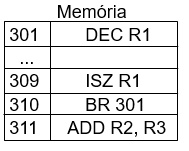 Memória
301 DEC R1
...
309 ISZ R1
310 BR 301
311 ADD R2, R3